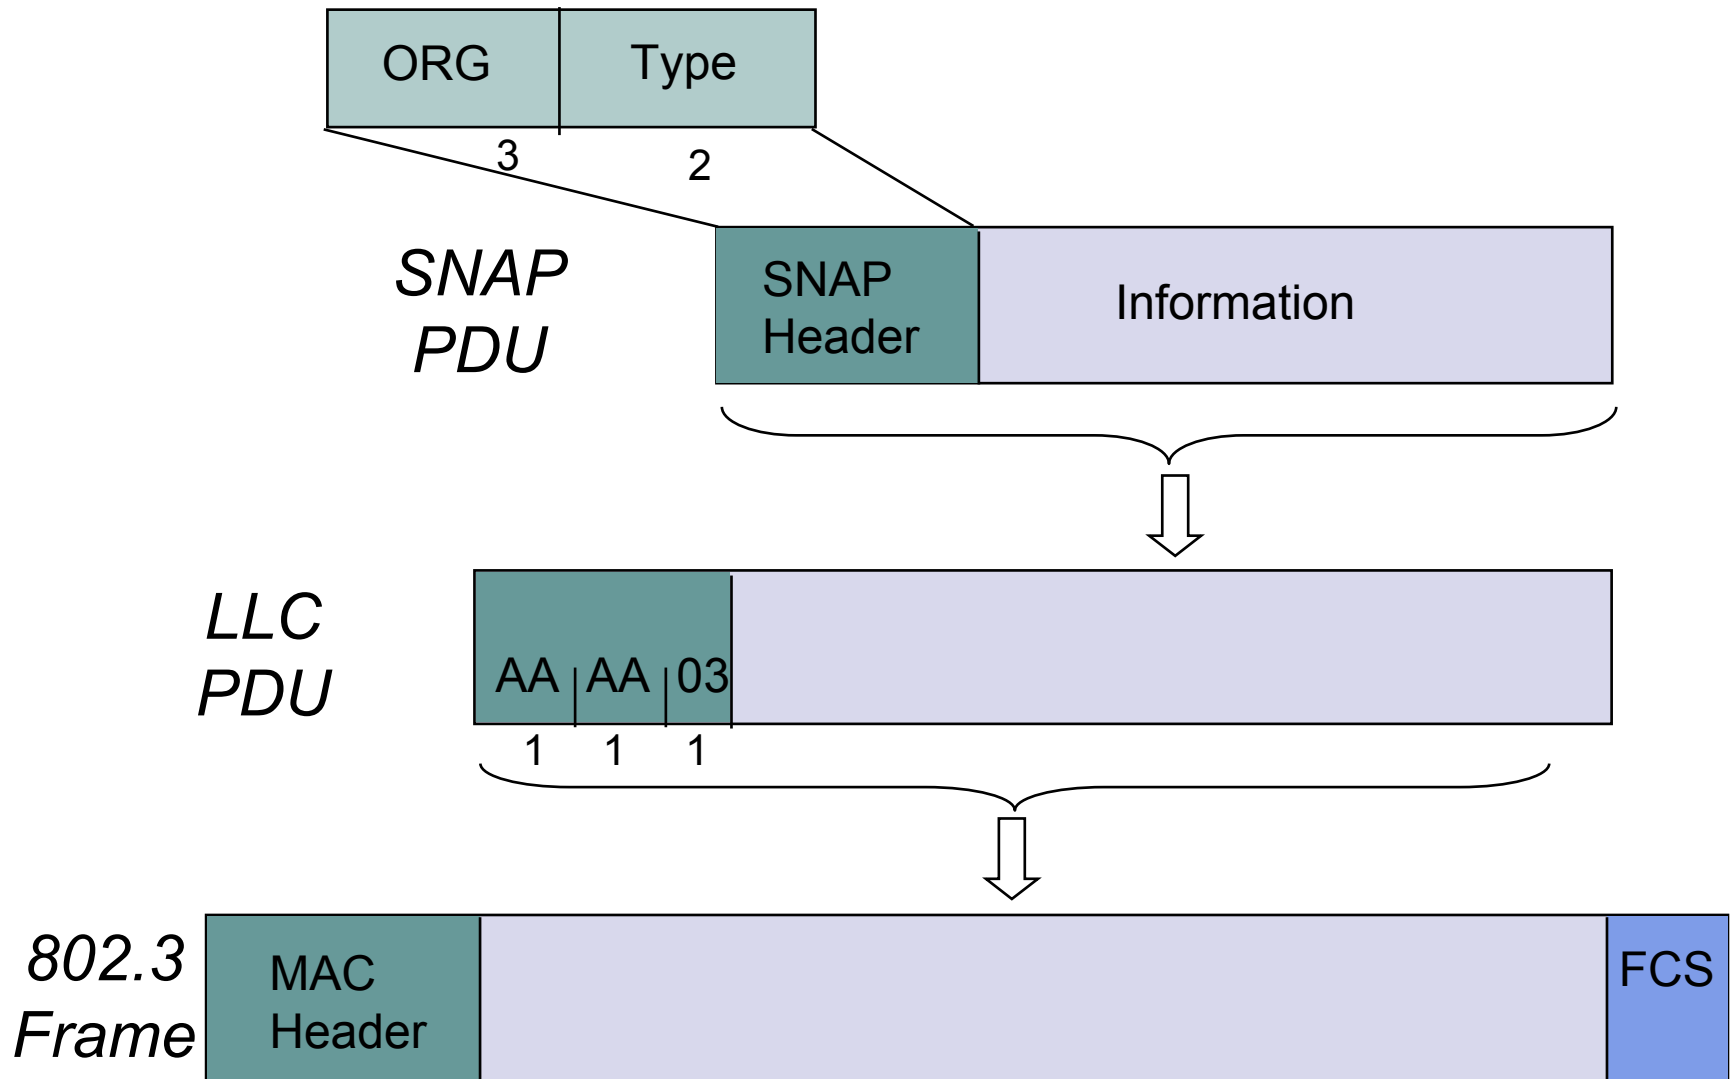 ORG Type
3 2
SNAP
PDU
SNAP
Header
Information
LLC
PDU
AA AA 03
1 1 1
802.3
Frame
MAC
Header
FCS